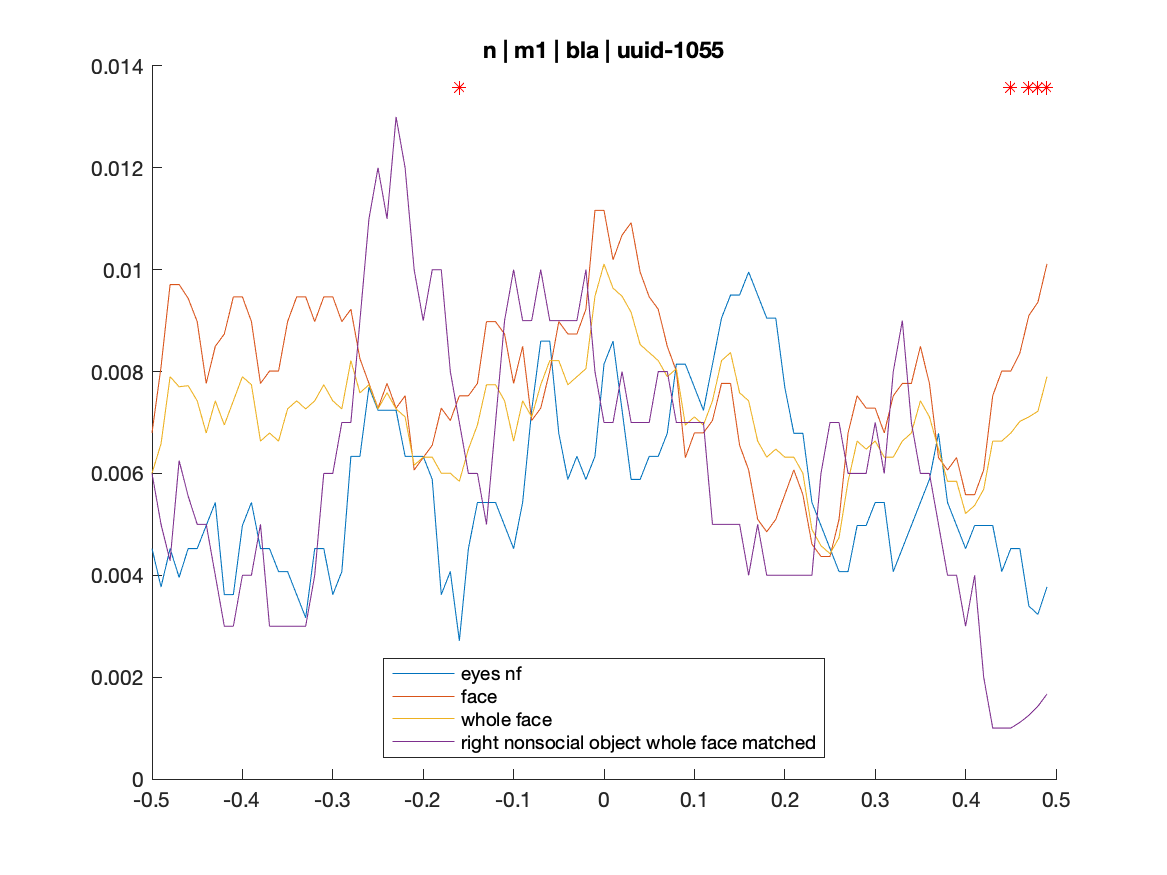 n | m1 | bla | uuid-1055
0.014
0.012
0.01
0.008
0.006
0.004
0.002
0
eyes nf
face
whole face
right nonsocial object whole face matched
-0.5 -0.4 -0.3 -0.2 -0.1 0 0.1 0.2 0.3 0.4 0.5